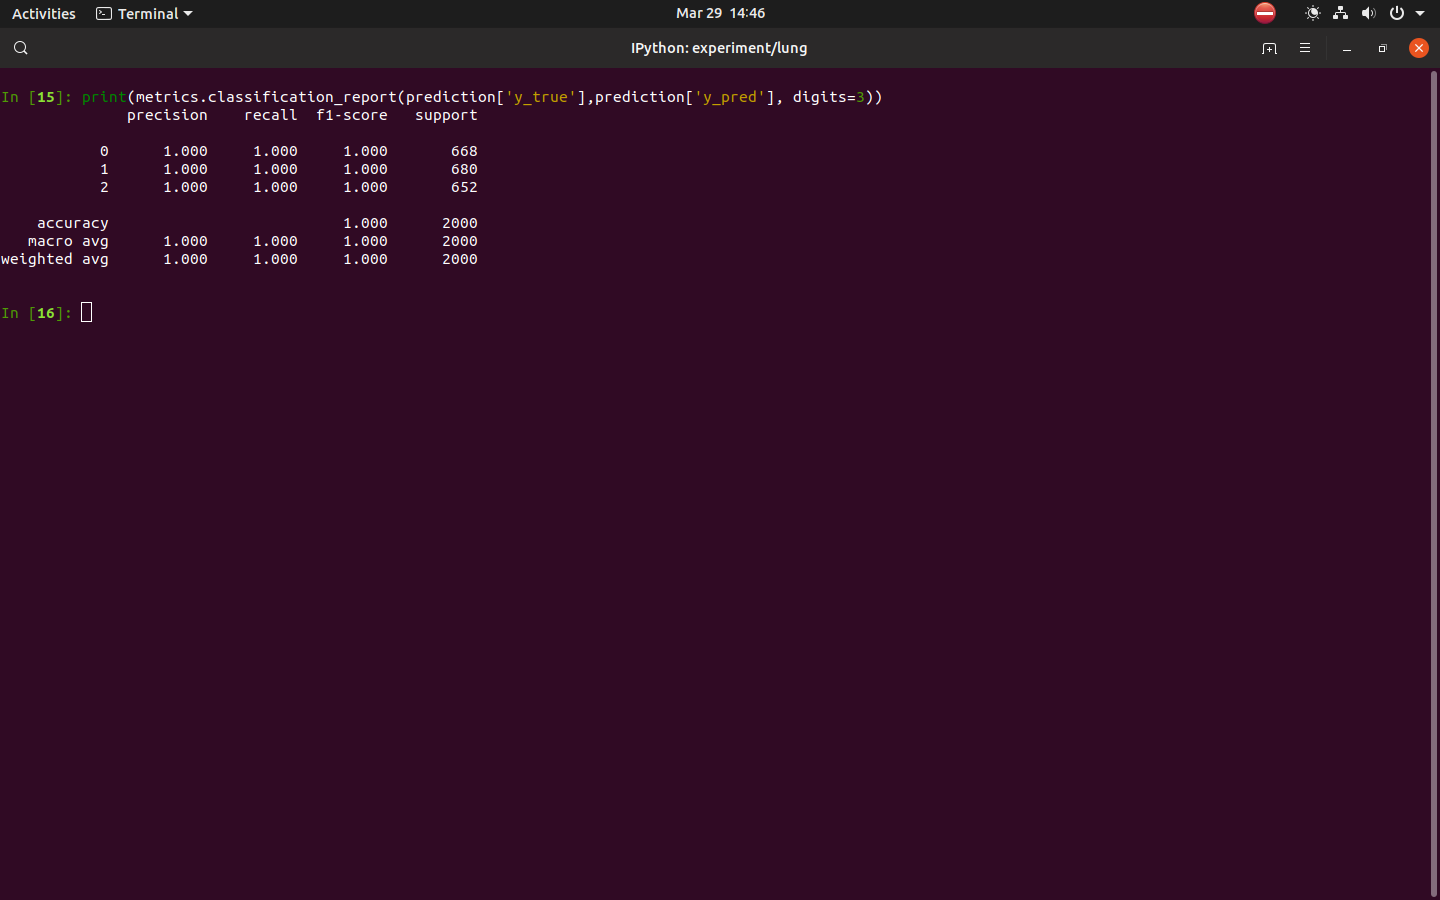 Activities Terminal Mar 29 14:46
IPython: experiment/lung
In [15]: print(metrics.classification_report(prediction['y_true'],prediction['y_pred'], digits=3))
precision recall f1-score support
0 1.000 1.000 1.000 668
1 1.000 1.000 1.000 680
2 1.000 1.000 1.000 652
accuracy 1.000 2000
macro avg 1.000 1.000 1.000 2000
weighted avg 1.000 1.000 1.000 2000
In [16]: